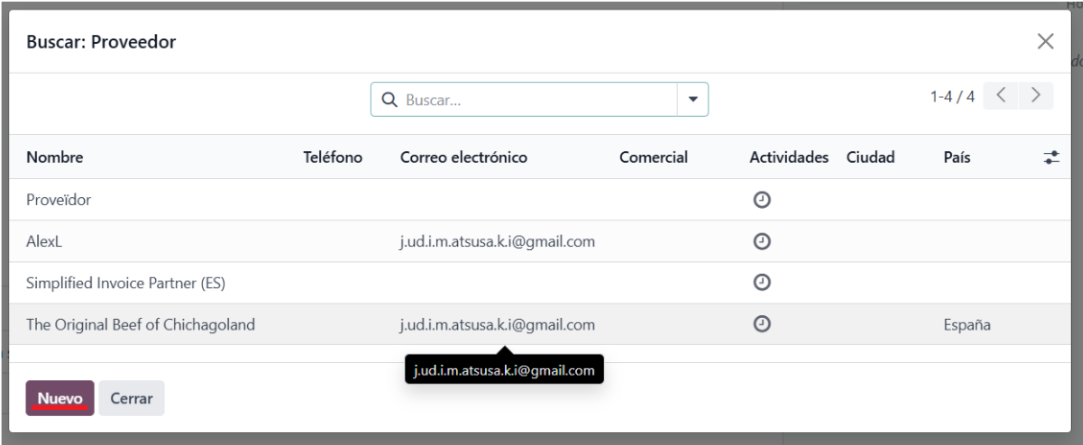 Buscar: Proveedor
Buscar...
1-4 / 4
Nombre Teléfono Correo electrónico Comercial Actividades Ciudad País
Proveïdor
AlexL j.ud.i.m.atsusa.k.i@gmail.com
Simplified Invoice Partner (ES)
The Original Beef of Chichagoland j.ud.i.m.atsusa.k.i@gmail.com España
j.ud.i.m.atsusa.k.i@gmail.com
Nuevo Cerrar